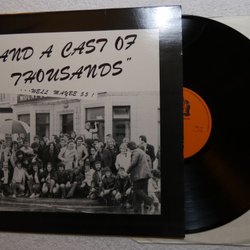 AND A CAST OF
THOUSANDS"
...WELL MAYBE 55!